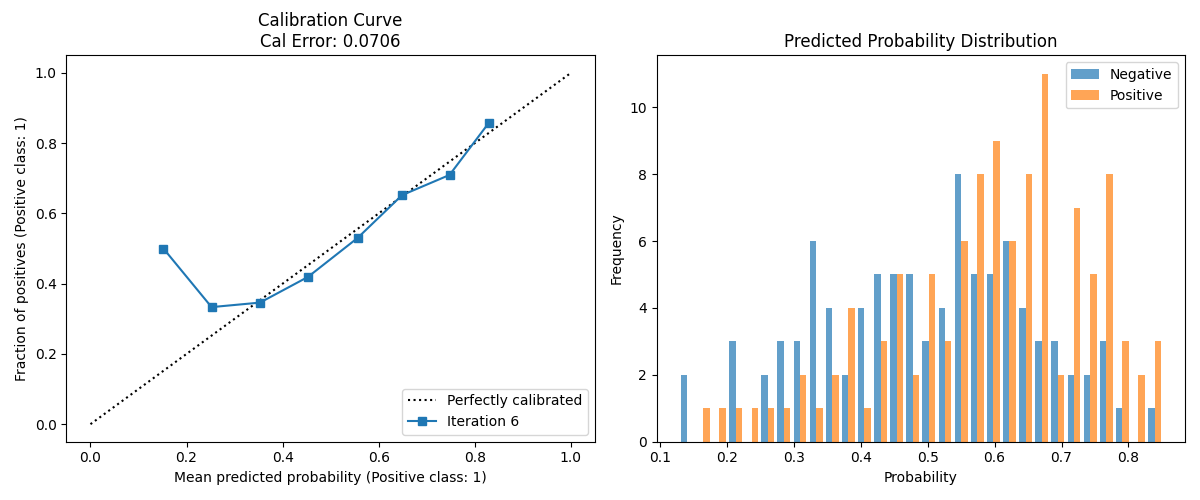 Calibration Curve
Cal Error: 0.0706
Fraction of positives (Positive class: 1)
1.0
0.8
0.6
0.4
0.2
0.0
0.0 0.2 0.4 0.6 0.8 1.0
Mean predicted probability (Positive class: 1)
Perfectly calibrated
Iteration 6
Predicted Probability Distribution
Frequency
10
8
6
4
2
0
0.1 0.2 0.3 0.4 0.5 0.6 0.7 0.8
Probability
Negative
Positive